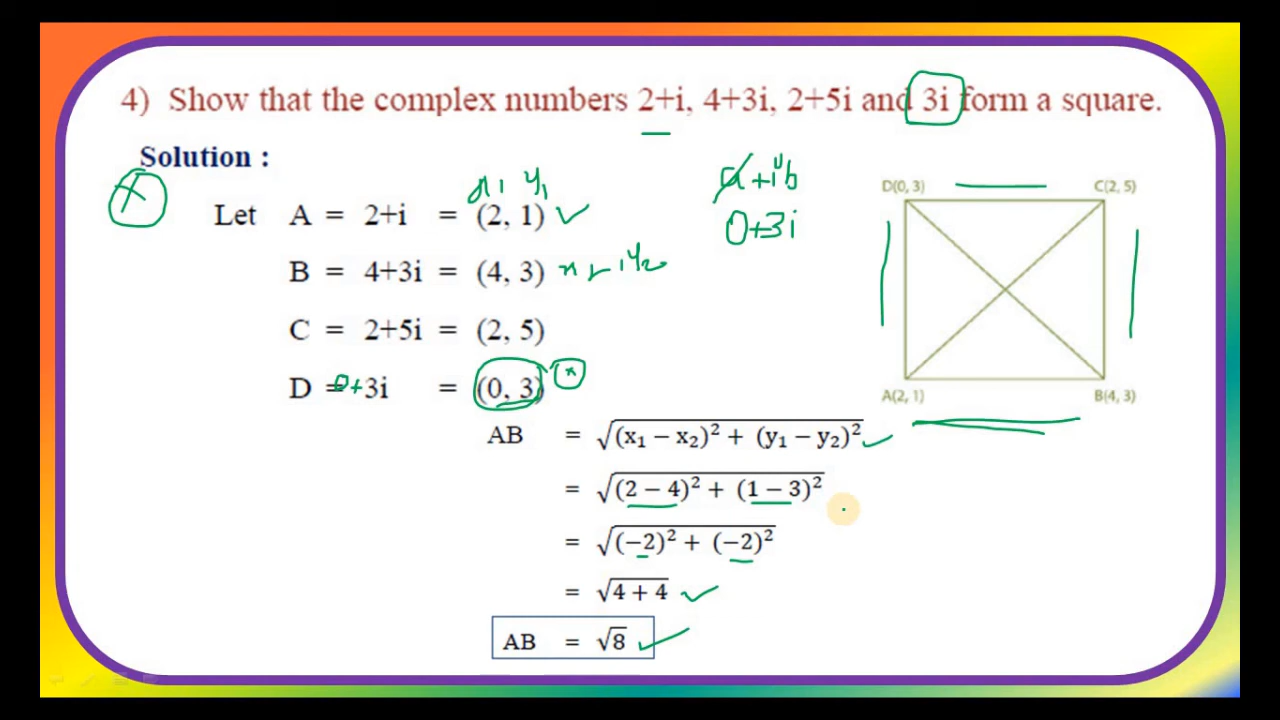 4) Show that the complex numbers 2+i, 4+3i, 2+5i and 3i form a square.
Solution :
a+ib
0+3i
x1 y1
Let A = 2+i = (2, 1)
B = 4+3i = (4, 3) x2, y2
C = 2+5i = (2, 5)
D = 0+3i = (0, 3)
D(0, 3) C(2, 5)
A(2, 1) B(4, 3)
AB = √(x₁ − x₂)² + (y₁ − y₂)²
= √(2 − 4)² + (1 − 3)²
= √(−2)² + (−2)²
= √4 + 4
AB = √8